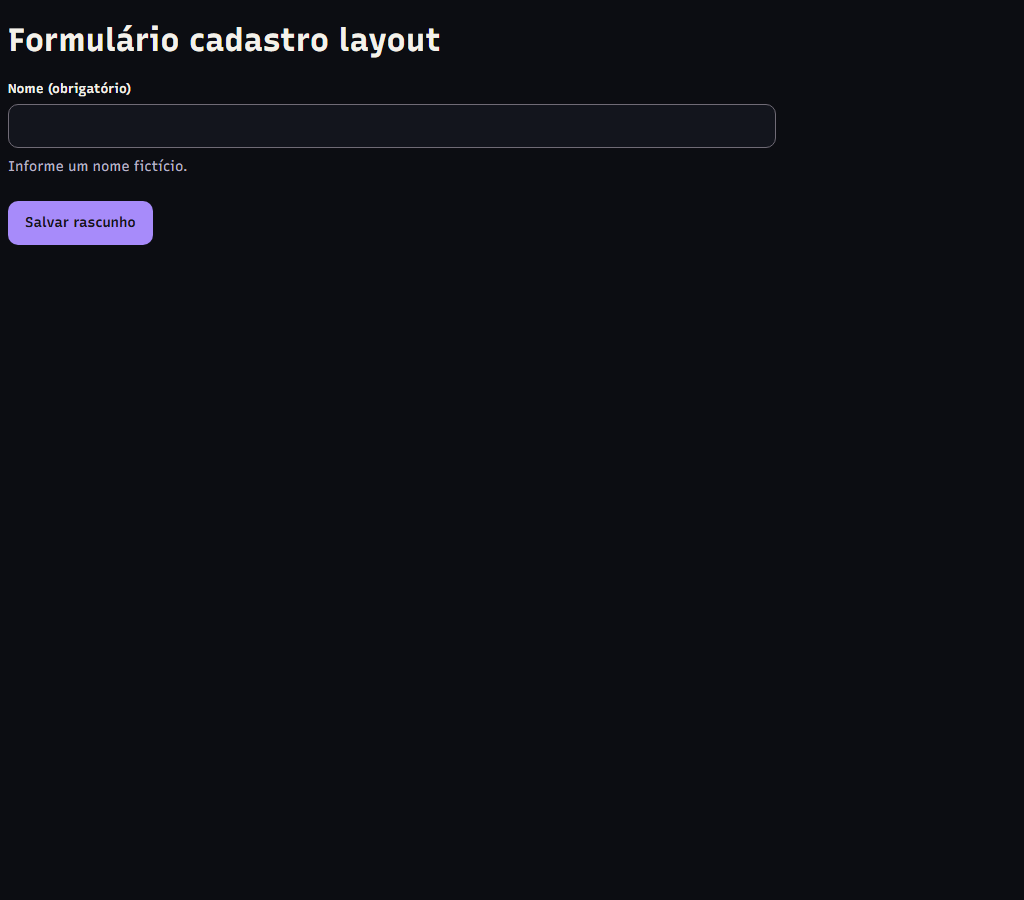 Formulário cadastro layout
Nome (obrigatório)
Informe um nome fictício.
Salvar rascunho